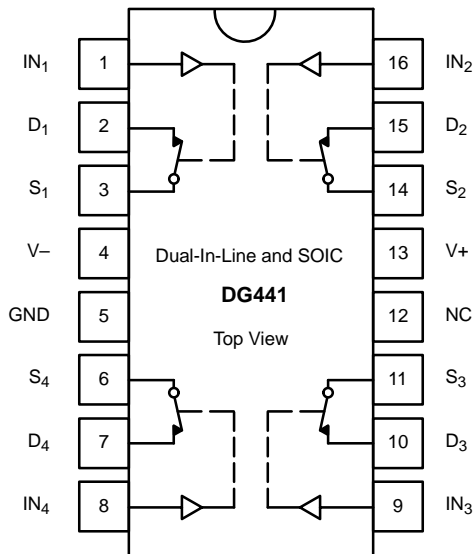 IN1 1 16 IN2
D1 2 15 D2
S1 3 14 S2
V– 4 Dual-In-Line and SOIC 13 V+
DG441
GND 5 12 NC
Top View
S4 6 11 S3
D4 7 10 D3
IN4 8 9 IN3